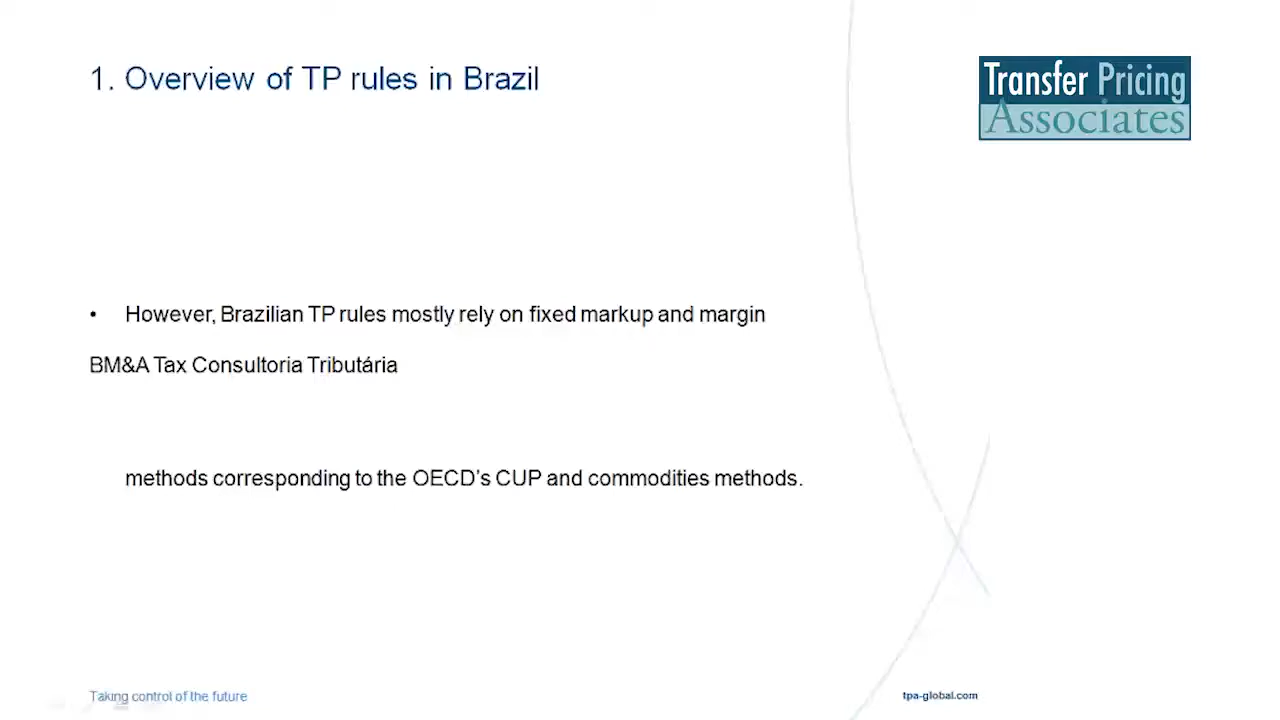 1. Overview of TP rules in Brazil
Transfer Pricing
Associates
• However, Brazilian TP rules mostly rely on fixed markup and margin
BM&A Tax Consultoria Tributária
methods corresponding to the OECD's CUP and commodities methods.
Taking control of the future
tpa-global.com